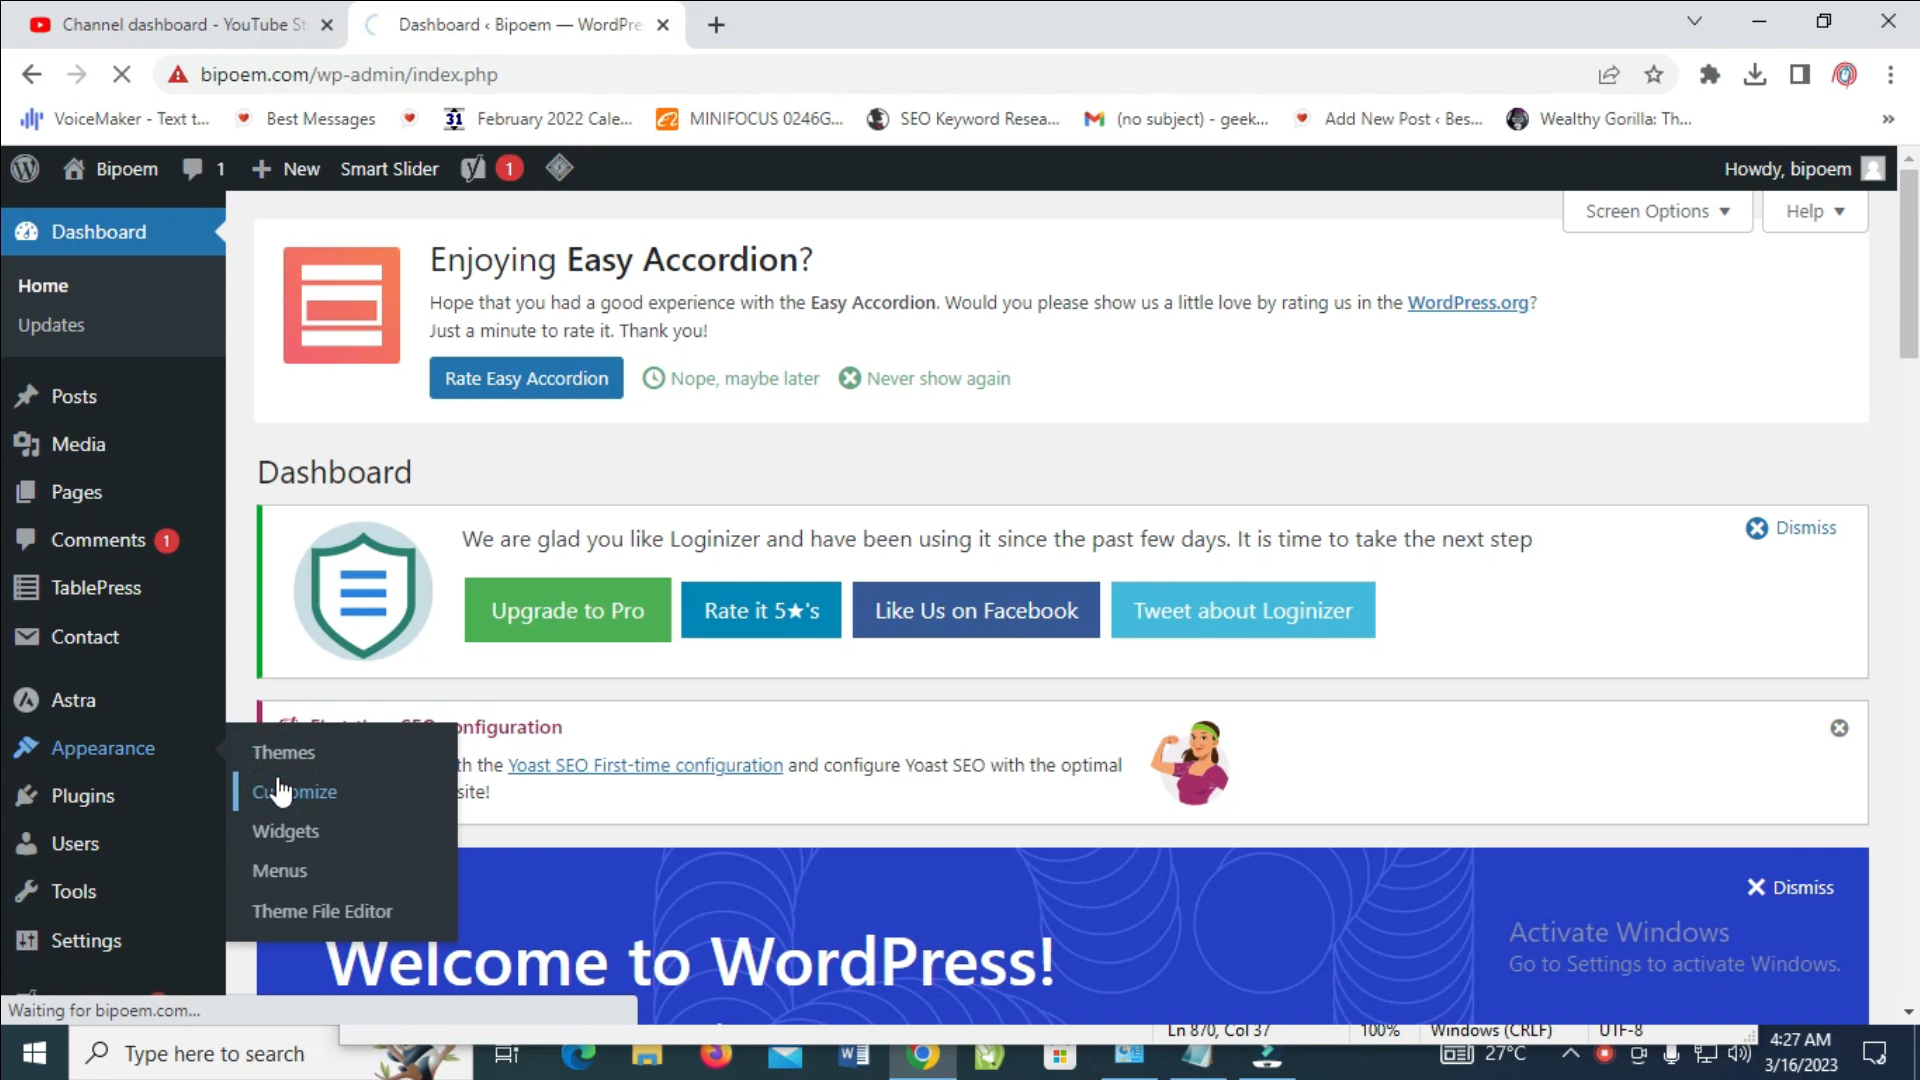 Channel dashboard - YouTube St
Dashboard ‹ Bipoem — WordPre
bipoem.com/wp-admin/index.php
VoiceMaker - Text t...
Best Messages
31
February 2022 Cale...
MINIFOCUS 0246G...
SEO Keyword Resea...
(no subject) - geek...
Add New Post ‹ Bes...
Wealthy Gorilla: Th...
»
Bipoem
1
New
Smart Slider
1
Howdy, bipoem
Dashboard
Home
Updates
Posts
Media
Pages
Comments 1
TablePress
Contact
Astra
Appearance
Plugins
Users
Tools
Settings
Themes
Customize
Widgets
Menus
Theme File Editor
Screen Options ▼
Help ▼
Enjoying Easy Accordion?
Hope that you had a good experience with the Easy Accordion. Would you please show us a little love by rating us in the WordPress.org?
Just a minute to rate it. Thank you!
Rate Easy Accordion
Nope, maybe later
Never show again
Dashboard
We are glad you like Loginizer and have been using it since the past few days. It is time to take the next step
Dismiss
Upgrade to Pro
Rate it 5★'s
Like Us on Facebook
Tweet about Loginizer
onfiguration
th the Yoast SEO First-time configuration and configure Yoast SEO with the optimal
site!
Dismiss
Welcome to WordPress!
Activate Windows
Go to Settings to activate Windows.
Waiting for bipoem.com...
Ln 870, Col 37
100%
Windows (CRLF)
UTF-8
Type here to search
27°C
4:27 AM
3/16/2023